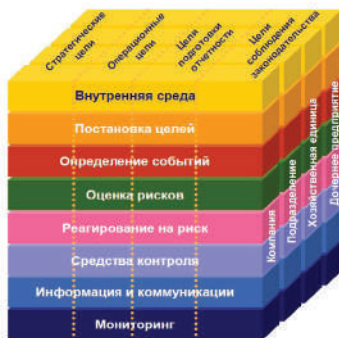 Стратегические
цели
Операционные
цели
Цели
подготовки
отчетности
Цели
соблюдения
законодательства
Внутренняя среда
Постановка целей
Определение событий
Оценка рисков
Реагирование на риск
Средства контроля
Информация и коммуникации
Мониторинг
Компания
Подразделение
Хозяйственная единица
Дочернее предприятие